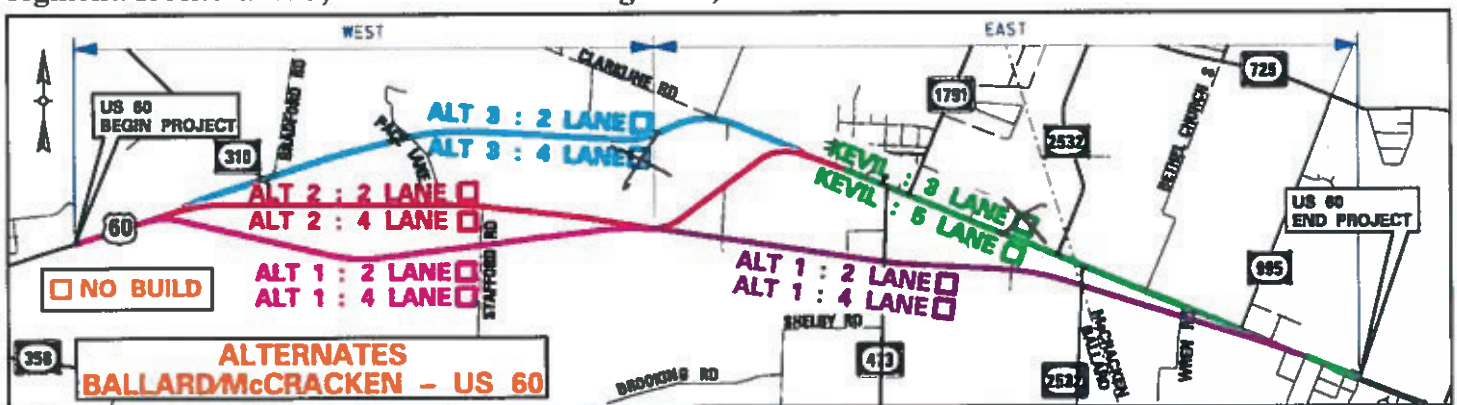 WEST
EAST
CLARKLINE RD
1791
725
US 60
BEGIN PROJECT
BRADFORD RD
310
ALT 3 : 2 LANE
ALT 3 : 4 LANE
2532
BETHEL CHURCH R
KEVIL : 3 LANE
KEVIL : 5 LANE
US 60
END PROJECT
ALT 2 : 2 LANE
ALT 2 : 4 LANE
60
STAFFORD RD
ALT 1 : 2 LANE
ALT 1 : 4 LANE
NO BUILD
ALT 1 : 2 LANE
ALT 1 : 4 LANE
995
SHELBY RD
McCRACKEN
BALLARD
WREN RD
358
ALTERNATES
BALLARD/McCRACKEN - US 60
BROOKING RD
473
2532